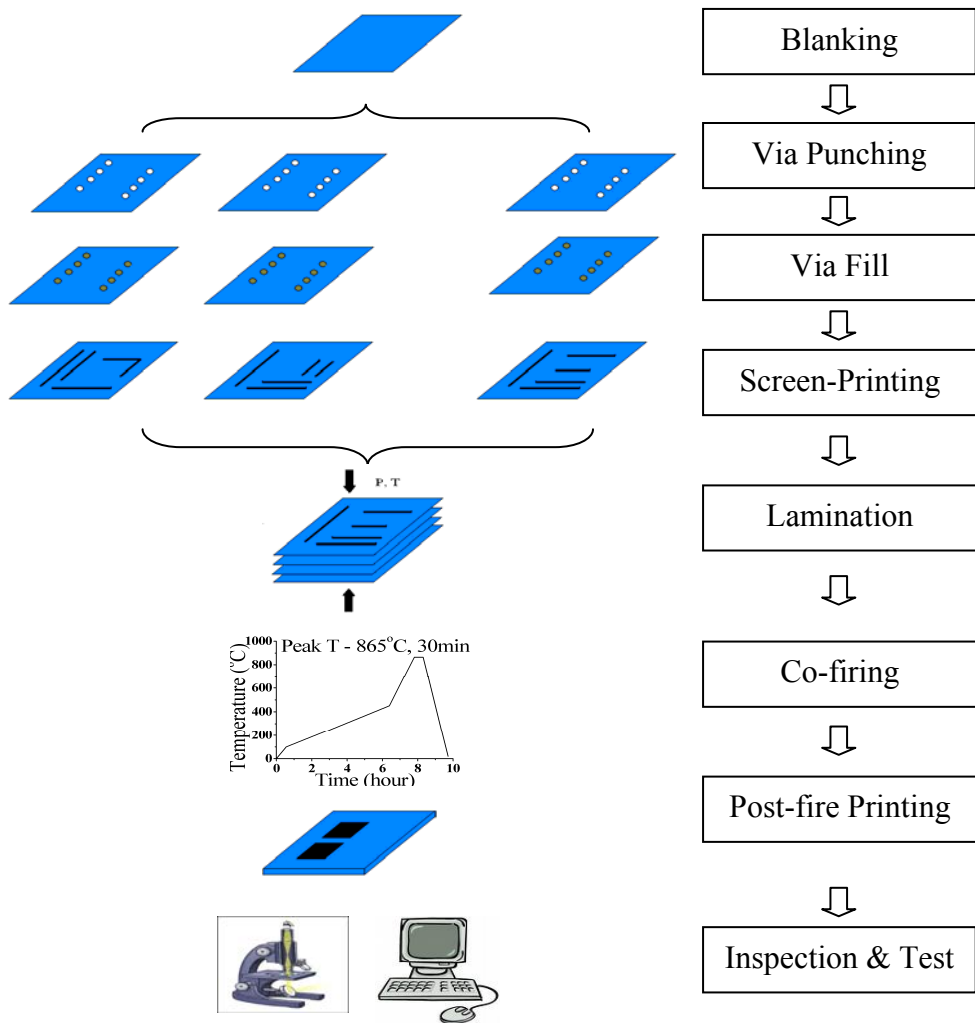 Blanking
Via Punching
Via Fill
Screen-Printing
P, T
Lamination
1000
800
600
400
200
0
Temperature (°C)
Peak T - 865°C, 30min
0 2 4 6 8 10
Time (hour)
Co-firing
Post-fire Printing
Inspection & Test